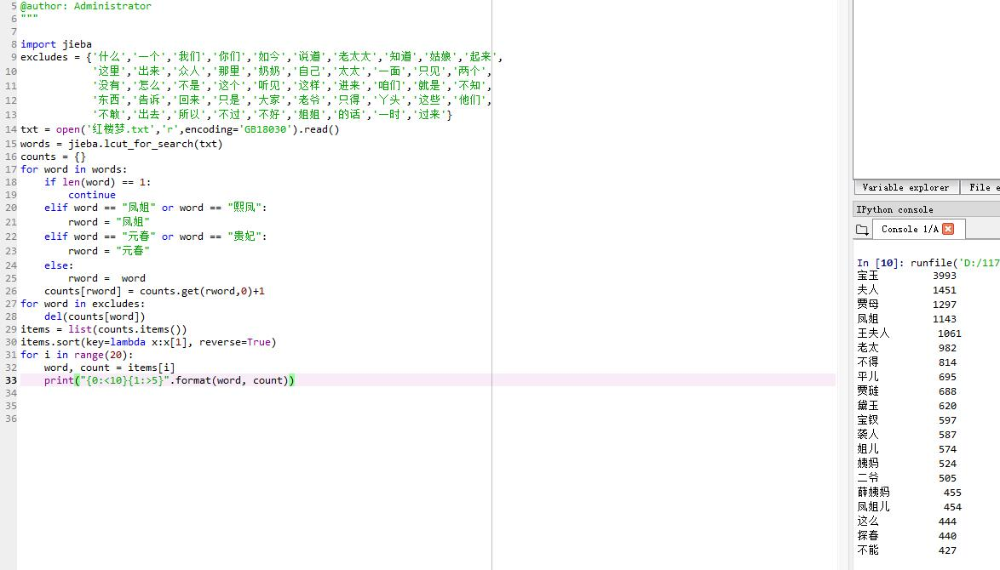 5 @author: Administrator
6 """
7
8 import jieba
9 excludes = {'什么','一个','我们','你们','如今','说道','老太太','知道','姑娘','起来',
10 '这里','出来','众人','那里','奶奶','自己','太太','一面','只见','两个',
11 '没有','怎么','不是','这个','听见','这样','进来','咱们','就是','不知',
12 '东西','告诉','回来','只是','大家','老爷','只得','丫头','这些','他们',
13 '不敢','出去','所以','不过','不好','姐姐','的话','一时','过来'}
14 txt = open('红楼梦.txt','r',encoding='GB18030').read()
15 words = jieba.lcut_for_search(txt)
16 counts = {}
17 for word in words:
18 if len(word) == 1:
19 continue
20 elif word == "凤姐" or word == "熙凤":
21 rword = "凤姐"
22 elif word == "元春" or word == "贵妃":
23 rword = "元春"
24 else:
25 rword = word
26 counts[rword] = counts.get(rword,0)+1
27 for word in excludes:
28 del(counts[word])
29 items = list(counts.items())
30 items.sort(key=lambda x:x[1], reverse=True)
31 for i in range(20):
32 word, count = items[i]
33 print("{0:<10}{1:>5}".format(word, count))
34
35
36
Variable explorer File e
IPython console
Console 1/A
In [10]: runfile('D:/117
宝玉 3993
夫人 1451
贾母 1297
凤姐 1143
王夫人 1061
老太 982
不得 814
平儿 695
贾琏 688
黛玉 620
宝钗 597
袭人 587
姐儿 574
姨妈 524
二爷 505
薛姨妈 455
凤姐儿 454
这么 444
探春 440
不能 427